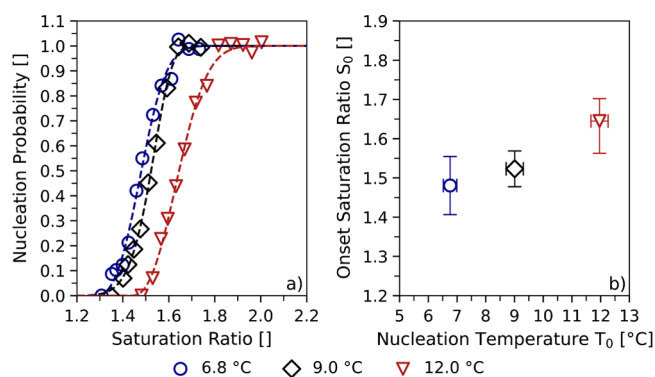 1.1
1.0
0.9
0.8
0.7
0.6
0.5
0.4
0.3
0.2
0.1
0.0
Nucleation Probability []
1.2 1.4 1.6 1.8 2.0 2.2
Saturation Ratio []
a)
1.9
1.8
1.7
1.6
1.5
1.4
1.3
1.2
Onset Saturation Ratio S₀ []
5 6 7 8 9 10 11 12 13
Nucleation Temperature T₀ [°C]
b)
6.8 °C 9.0 °C 12.0 °C